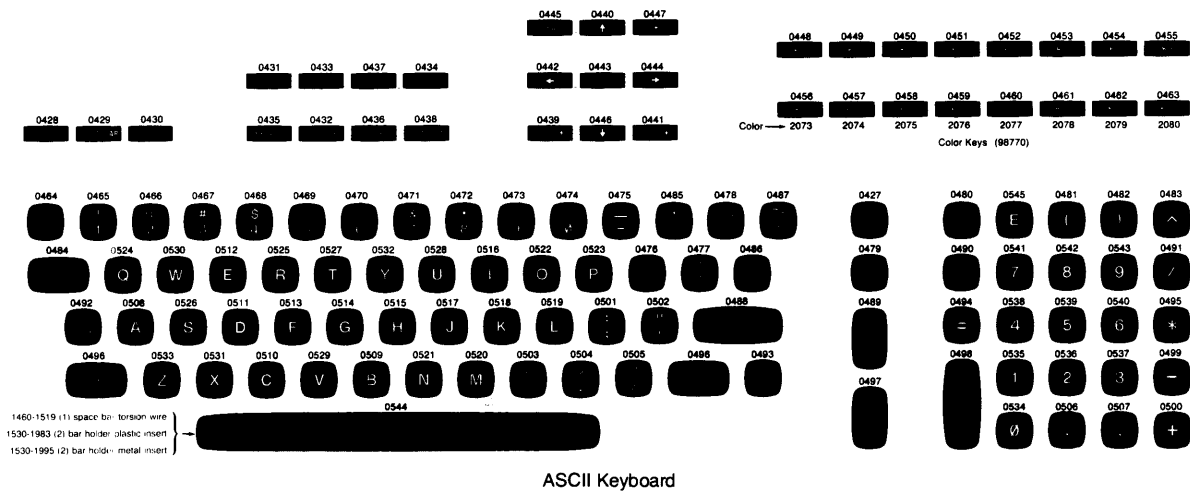 0445 0440 0447
↑
0448 0449 0450 0451 0452 0453 0454 0455
0431 0433 0437 0434
0442 0443 0444
← →
0456 0457 0458 0459 0460 0461 0462 0463
Color → 2073 2074 2075 2076 2077 2078 2079 2080
Color Keys (98770)
0428 0429 0430
0435 0432 0436 0438
0439 0446 0441
↓
0464 0465 0466 0467 0468 0469 0470 0471 0472 0473 0474 0475 0485 0478 0487
# $ &
0427 0480 0545 0481 0482 0483
E ( ) ^
0484 0524 0530 0512 0525 0527 0532 0528 0516 0522 0523 0476 0477 0486
Q W E R T Y U I O P
0479 0490 0541 0542 0543 0491
7 8 9 /
0492 0508 0526 0511 0513 0514 0515 0517 0518 0519 0501 0502 0488
A S D F G H J K L
0489 0494 0538 0539 0540 0495
= 4 5 6 *
0496 0533 0531 0510 0529 0509 0521 0520 0503 0504 0505 0496 0493
Z X C V B N M
0498 0535 0536 0537 0499
1 2 3 −
0497 0534 0506 0507 0500
Ø . , +
0544
1460-1519 (1) space bar torsion wire
1530-1983 (2) bar holder plastic insert
1530-1995 (2) bar holder metal insert
ASCII Keyboard